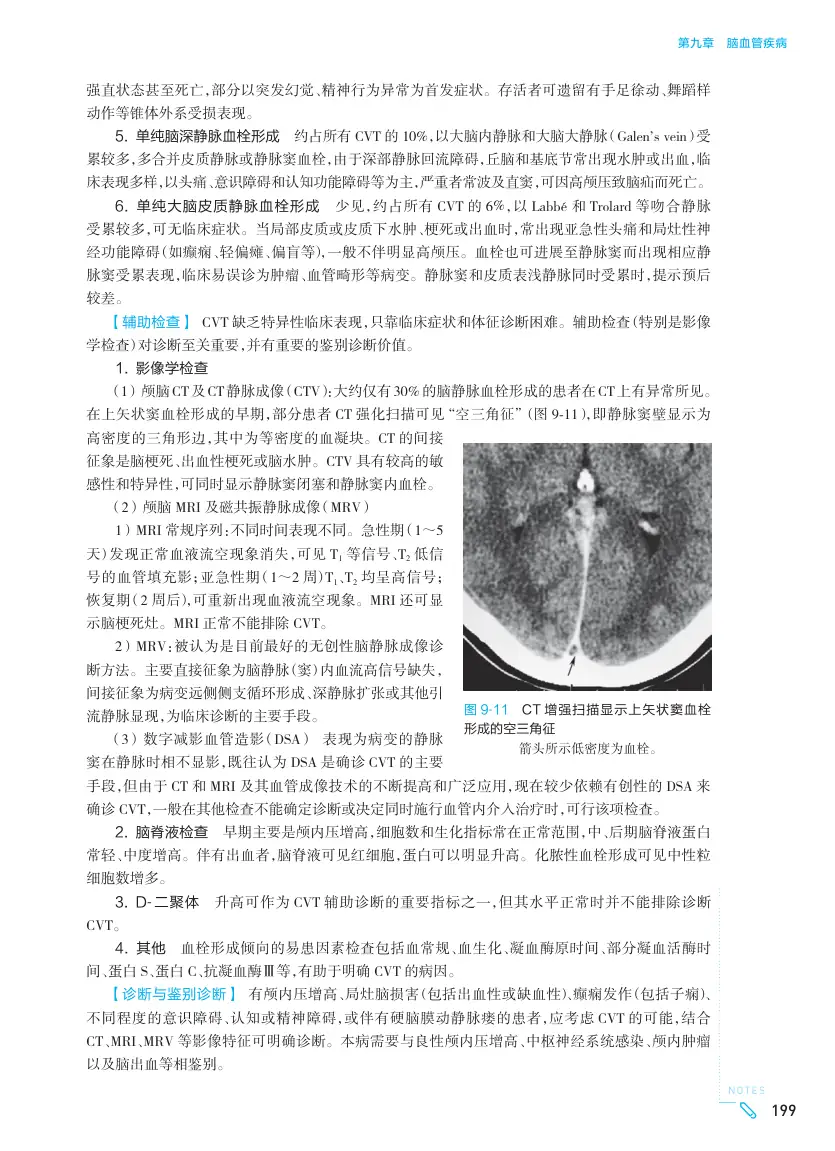 第九章 脑血管疾病
强直状态甚至死亡,部分以突发幻觉、精神行为异常为首发症状。存活者可遗留有手足徐动、舞蹈样
动作等锥体外系受损表现。
5. 单纯脑深静脉血栓形成 约占所有 CVT 的 10%,以大脑内静脉和大脑大静脉(Galen's vein)受
累较多,多合并皮质静脉或静脉窦血栓,由于深部静脉回流障碍,丘脑和基底节常出现水肿或出血,临
床表现多样,以头痛、意识障碍和认知功能障碍等为主,严重者常波及直窦,可因高颅压致脑疝而死亡。
6. 单纯大脑皮质静脉血栓形成 少见,约占所有 CVT 的 6%,以 Labbé 和 Trolard 等吻合静脉
受累较多,可无临床症状。当局部皮质或皮质下水肿、梗死或出血时,常出现亚急性头痛和局灶性神
经功能障碍(如癫痫、轻偏瘫、偏盲等),一般不伴明显高颅压。血栓也可进展至静脉窦而出现相应静
脉窦受累表现,临床易误诊为肿瘤、血管畸形等病变。静脉窦和皮质表浅静脉同时受累时,提示预后
较差。
【辅助检查】 CVT 缺乏特异性临床表现,只靠临床症状和体征诊断困难。辅助检查(特别是影像
学检查)对诊断至关重要,并有重要的鉴别诊断价值。
1. 影像学检查
(1)颅脑CT及CT静脉成像(CTV):大约仅有30%的脑静脉血栓形成的患者在CT上有异常所见。
在上矢状窦血栓形成的早期,部分患者 CT 强化扫描可见“空三角征”(图 9-11),即静脉窦壁显示为
高密度的三角形边,其中为等密度的血凝块。CT 的间接
征象是脑梗死、出血性梗死或脑水肿。CTV 具有较高的敏
感性和特异性,可同时显示静脉窦闭塞和静脉窦内血栓。
(2)颅脑 MRI 及磁共振静脉成像(MRV)
1)MRI 常规序列:不同时间表现不同。急性期(1~5
天)发现正常血液流空现象消失,可见 T₁ 等信号、T₂ 低信
号的血管填充影;亚急性期(1~2 周)T₁、T₂ 均呈高信号;
恢复期(2 周后),可重新出现血液流空现象。MRI 还可显
示脑梗死灶。MRI 正常不能排除 CVT。
2)MRV:被认为是目前最好的无创性脑静脉成像诊
断方法。主要直接征象为脑静脉(窦)内血流高信号缺失,
间接征象为病变远侧侧支循环形成、深静脉扩张或其他引
流静脉显现,为临床诊断的主要手段。
(3)数字减影血管造影(DSA) 表现为病变的静脉
窦在静脉时相不显影,既往认为 DSA 是确诊 CVT 的主要
手段,但由于 CT 和 MRI 及其血管成像技术的不断提高和广泛应用,现在较少依赖有创性的 DSA 来
确诊 CVT,一般在其他检查不能确定诊断或决定同时施行血管内介入治疗时,可行该项检查。
图 9-11 CT 增强扫描显示上矢状窦血栓
形成的空三角征
箭头所示低密度为血栓。
2. 脑脊液检查 早期主要是颅内压增高,细胞数和生化指标常在正常范围,中、后期脑脊液蛋白
常轻、中度增高。伴有出血者,脑脊液可见红细胞,蛋白可以明显升高。化脓性血栓形成可见中性粒
细胞数增多。
3. D-二聚体 升高可作为 CVT 辅助诊断的重要指标之一,但其水平正常时并不能排除诊断
CVT。
4. 其他 血栓形成倾向的易患因素检查包括血常规、血生化、凝血酶原时间、部分凝血活酶时
间、蛋白 S、蛋白 C、抗凝血酶Ⅲ等,有助于明确 CVT 的病因。
【诊断与鉴别诊断】 有颅内压增高、局灶脑损害(包括出血性或缺血性)、癫痫发作(包括子痫)、
不同程度的意识障碍、认知或精神障碍,或伴有硬脑膜动静脉瘘的患者,应考虑 CVT 的可能,结合
CT、MRI、MRV 等影像特征可明确诊断。本病需要与良性颅内压增高、中枢神经系统感染、颅内肿瘤
以及脑出血等相鉴别。
NOTES
199